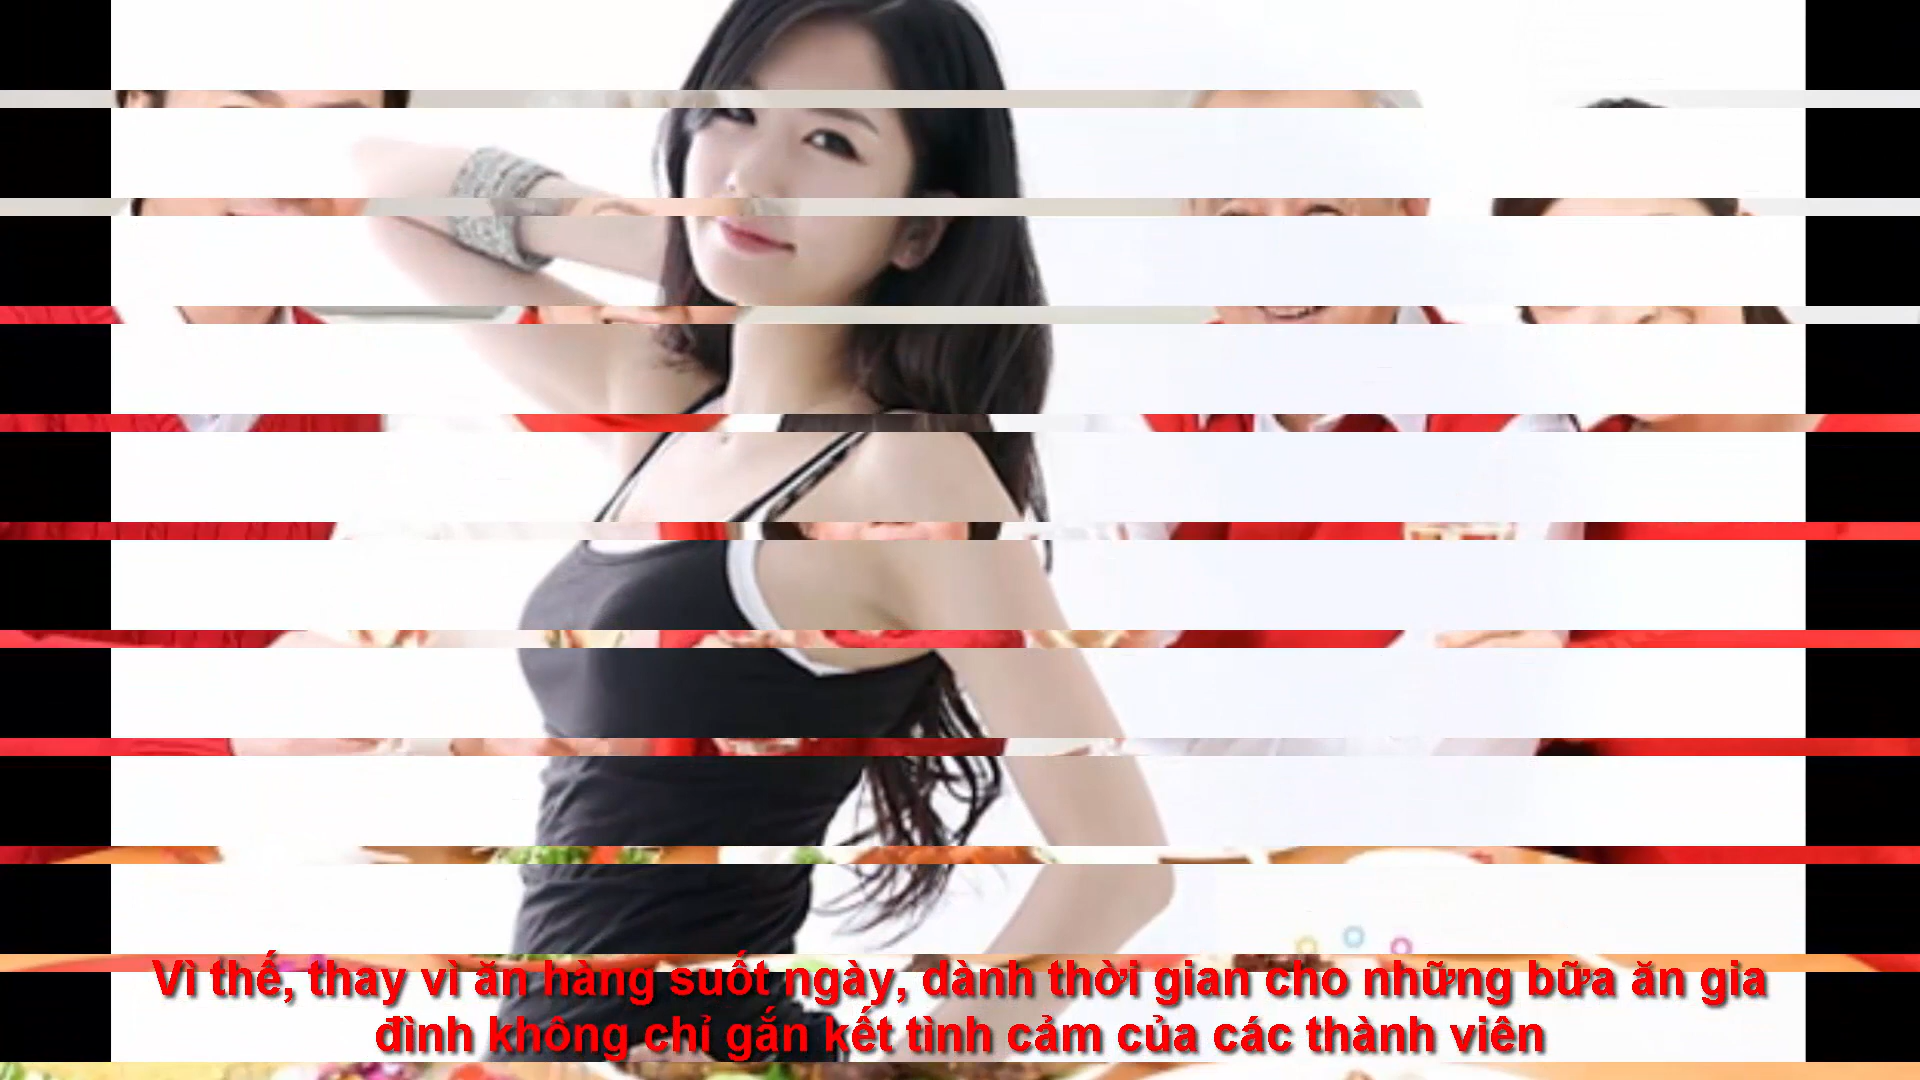 Vì thế, thay vì ăn hàng suốt ngày, dành thời gian cho những bữa ăn gia
đình không chỉ gắn kết tình cảm của các thành viên